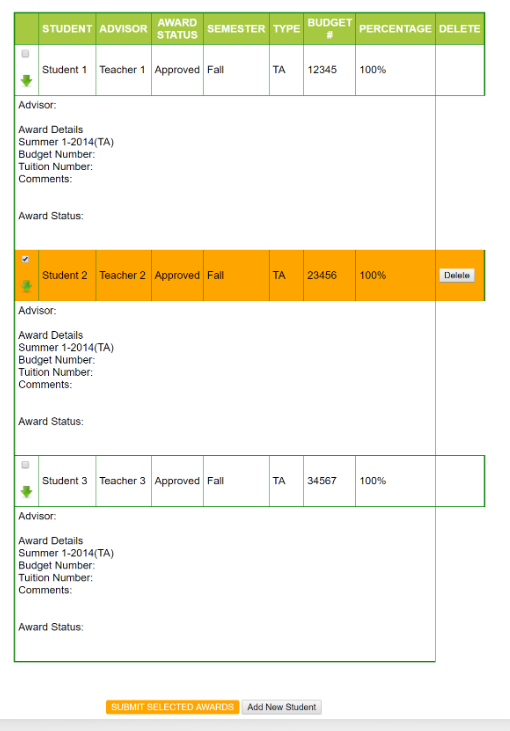 STUDENT ADVISOR AWARD STATUS SEMESTER TYPE BUDGET # PERCENTAGE DELETE
Student 1 Teacher 1 Approved Fall TA 12345 100%
Advisor:
Award Details
Summer 1-2014(TA)
Budget Number:
Tuition Number:
Comments:
Award Status:
Student 2 Teacher 2 Approved Fall TA 23456 100% Delete
Advisor:
Award Details
Summer 1-2014(TA)
Budget Number:
Tuition Number:
Comments:
Award Status:
Student 3 Teacher 3 Approved Fall TA 34567 100%
Advisor:
Award Details
Summer 1-2014(TA)
Budget Number:
Tuition Number:
Comments:
Award Status:
SUBMIT SELECTED AWARDS Add New Student